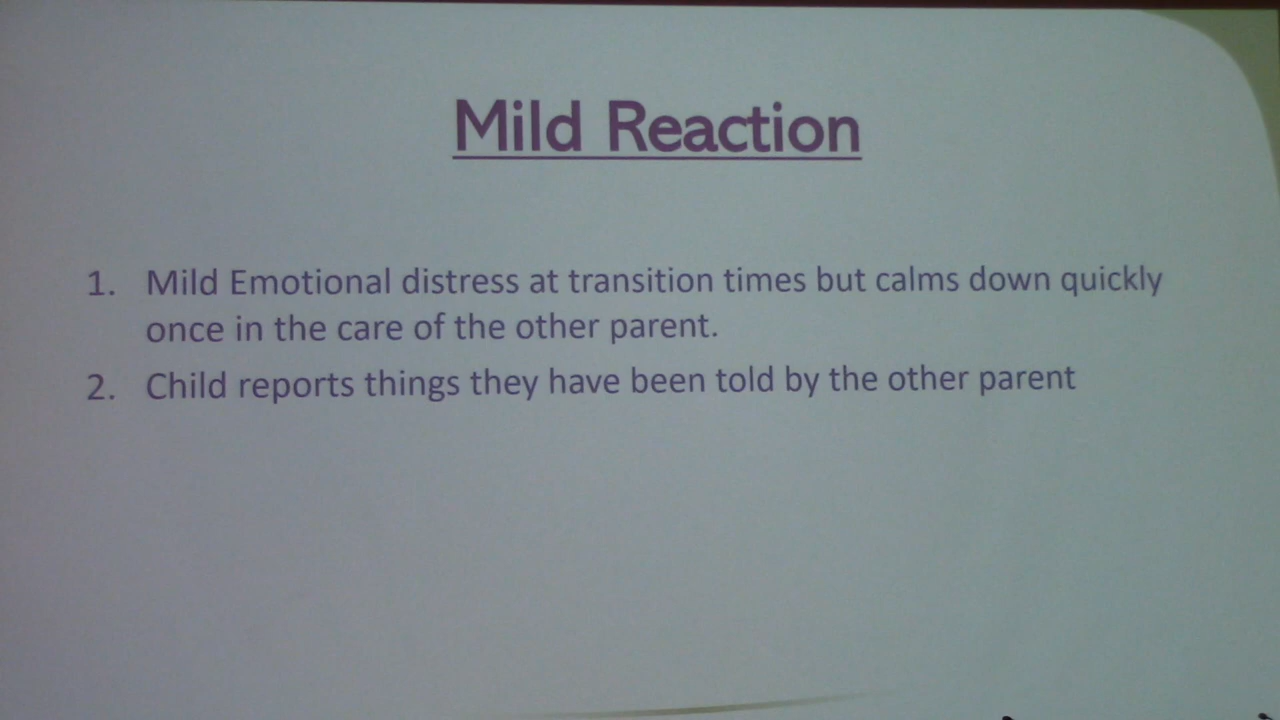 Mild Reaction
1. Mild Emotional distress at transition times but calms down quickly
once in the care of the other parent.
2. Child reports things they have been told by the other parent